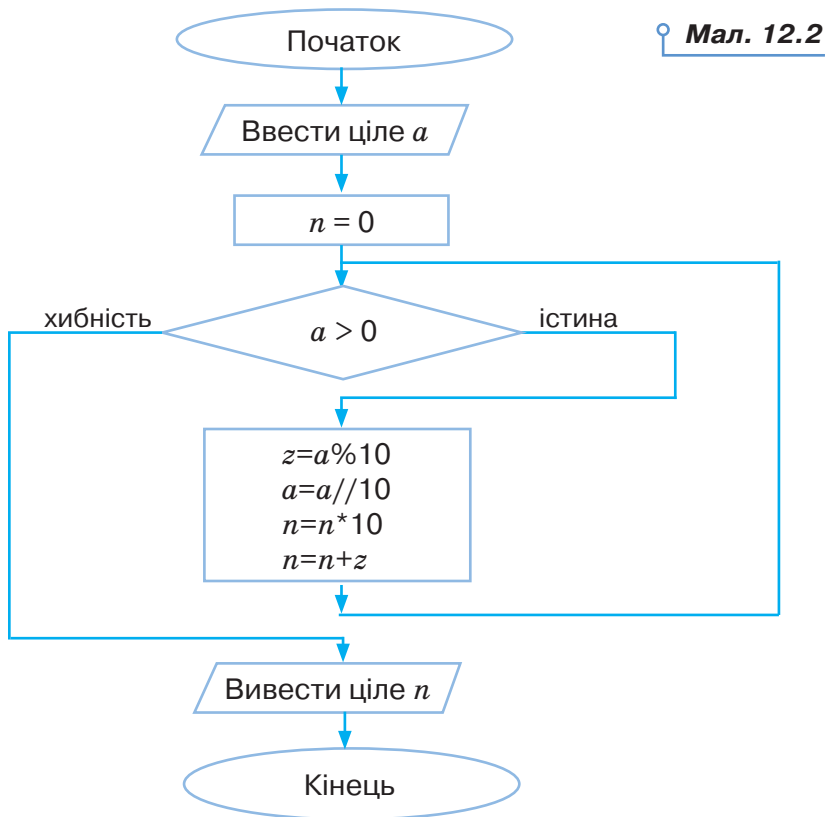 Початок
Мал. 12.2
Ввести ціле a
n = 0
хибність
a > 0
істина
z=a%10
a=a//10
n=n*10
n=n+z
Вивести ціле n
Кінець